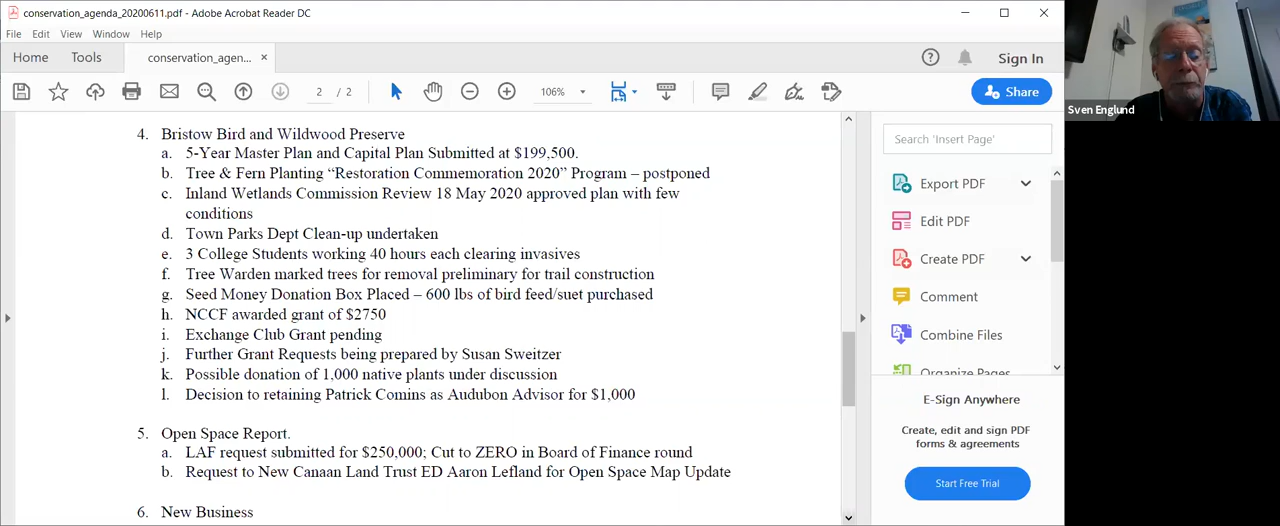 conservation_agenda_20200611.pdf - Adobe Acrobat Reader DC
File Edit View Window Help
Home Tools conservation_agen... ×
Sign In
2 / 2 106% Share
4. Bristow Bird and Wildwood Preserve
a. 5-Year Master Plan and Capital Plan Submitted at $199,500.
b. Tree & Fern Planting “Restoration Commemoration 2020” Program – postponed
c. Inland Wetlands Commission Review 18 May 2020 approved plan with few
conditions
d. Town Parks Dept Clean-up undertaken
e. 3 College Students working 40 hours each clearing invasives
f. Tree Warden marked trees for removal preliminary for trail construction
g. Seed Money Donation Box Placed – 600 lbs of bird feed/suet purchased
h. NCCF awarded grant of $2750
i. Exchange Club Grant pending
j. Further Grant Requests being prepared by Susan Sweitzer
k. Possible donation of 1,000 native plants under discussion
l. Decision to retaining Patrick Comins as Audubon Advisor for $1,000
5. Open Space Report.
a. LAF request submitted for $250,000; Cut to ZERO in Board of Finance round
b. Request to New Canaan Land Trust ED Aaron Lefland for Open Space Map Update
6. New Business
Search 'Insert Page'
Export PDF
Edit PDF
Create PDF
Comment
Combine Files
Organize Pages
E-Sign Anywhere
Create, edit and sign PDF
forms & agreements
Start Free Trial
Sven Englund